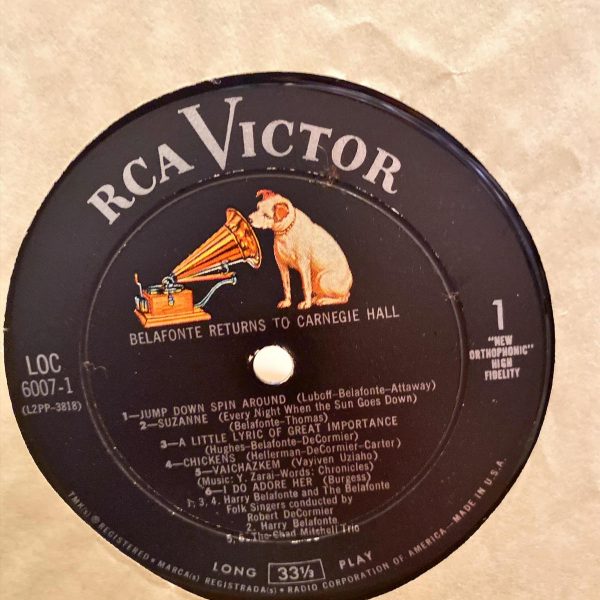 RCA VICTOR
BELAFONTE RETURNS TO CARNEGIE HALL
LOC
6007-1
(L2PP-3818)
1
"NEW
ORTHOPHONIC"
HIGH
FIDELITY
1—JUMP DOWN SPIN AROUND (Luboff-Belafonte-Attaway)
2—SUZANNE (Every Night When the Sun Goes Down)
(Belafonte-Thomas)
3—A LITTLE LYRIC OF GREAT IMPORTANCE
(Hughes-Belafonte-DeCormier)
4—CHICKENS (Hellerman-DeCormier-Carter)
5—VAICHAZKEM (Vayiven Uziaho)
(Music: Y. Zarai-Words: Chronicles)
6—I DO ADORE HER (Burgess)
1, 3, 4. Harry Belafonte and The Belafonte
Folk Singers conducted by
Robert DeCormier
2. Harry Belafonte
5, 6. The Chad Mitchell Trio
LONG 33⅓ PLAY
TMK(s) ® REGISTERED • MARCA(s) REGISTRADA(s) • RADIO CORPORATION OF AMERICA—MADE IN U.S.A.